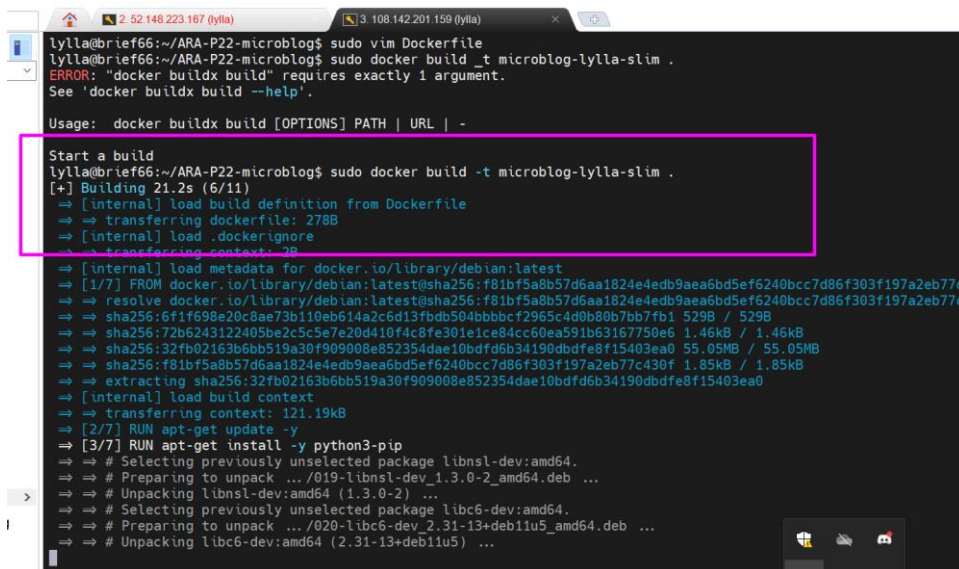 2. 52.148.223.167 (lylla)
3. 108.142.201.159 (lylla)
lylla@brief66:~/ARA-P22-microblog$ sudo vim Dockerfile
lylla@brief66:~/ARA-P22-microblog$ sudo docker build _t microblog-lylla-slim .
ERROR: "docker buildx build" requires exactly 1 argument.
See 'docker buildx build --help'.
Usage:  docker buildx build [OPTIONS] PATH | URL | -
Start a build
lylla@brief66:~/ARA-P22-microblog$ sudo docker build -t microblog-lylla-slim .
[+] Building 21.2s (6/11)
⇒ [internal] load build definition from Dockerfile
⇒ ⇒ transferring dockerfile: 278B
⇒ [internal] load .dockerignore
⇒ ⇒ transferring context: 2B
⇒ [internal] load metadata for docker.io/library/debian:latest
⇒ [1/7] FROM docker.io/library/debian:latest@sha256:f81bf5a8b57d6aa1824e4edb9aea6bd5ef6240bcc7d86f303f197a2eb77c
⇒ ⇒ resolve docker.io/library/debian:latest@sha256:f81bf5a8b57d6aa1824e4edb9aea6bd5ef6240bcc7d86f303f197a2eb77c
⇒ ⇒ sha256:6f1f698e20c8ae73b110eb614a2c6d13fbdb504bbbbcf2965c4d0b80b7bb7fb1 529B / 529B
⇒ ⇒ sha256:72b6243122405be2c5c5e7e20d410f4c8fe301e1ce84cc60ea591b63167750e6 1.46kB / 1.46kB
⇒ ⇒ sha256:32fb02163b6bb519a30f909008e852354dae10bdfd6b34190dbdfe8f15403ea0 55.05MB / 55.05MB
⇒ ⇒ sha256:f81bf5a8b57d6aa1824e4edb9aea6bd5ef6240bcc7d86f303f197a2eb77c430f 1.85kB / 1.85kB
⇒ ⇒ extracting sha256:32fb02163b6bb519a30f909008e852354dae10bdfd6b34190dbdfe8f15403ea0
⇒ [internal] load build context
⇒ ⇒ transferring context: 121.19kB
⇒ [2/7] RUN apt-get update -y
⇒ [3/7] RUN apt-get install -y python3-pip
⇒ ⇒ # Selecting previously unselected package libnsl-dev:amd64.
⇒ ⇒ # Preparing to unpack .../019-libnsl-dev_1.3.0-2_amd64.deb ...
⇒ ⇒ # Unpacking libnsl-dev:amd64 (1.3.0-2) ...
⇒ ⇒ # Selecting previously unselected package libc6-dev:amd64.
⇒ ⇒ # Preparing to unpack .../020-libc6-dev_2.31-13+deb11u5_amd64.deb ...
⇒ ⇒ # Unpacking libc6-dev:amd64 (2.31-13+deb11u5) ...